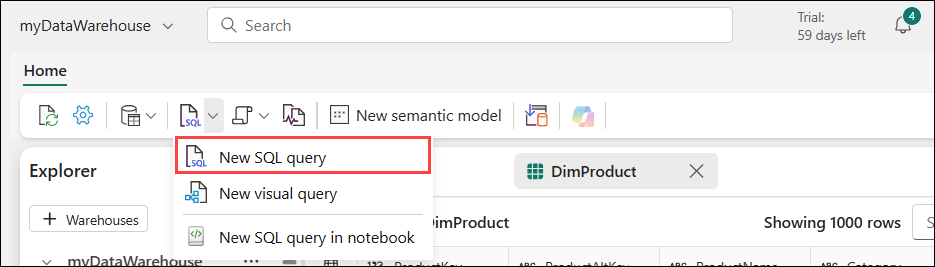 myDataWarehouse
Search
Trial:
59 days left
4
Home
SQL
New semantic model
Explorer
SQL
New SQL query
DimProduct
New visual query
+ Warehouses
DimProduct
Showing 1000 rows
New SQL query in notebook
myDataWarehouse
123 ProductKey
ABC ProductAltKey
ABC ProductName
ABC Category